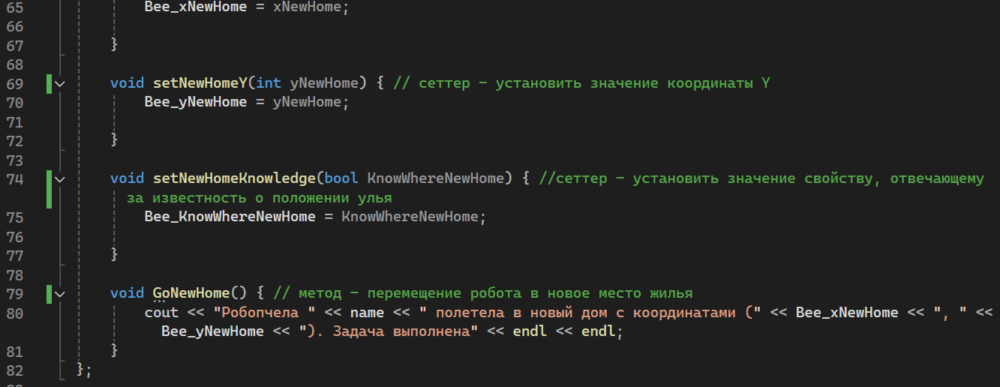 65 Bee_xNewHome = xNewHome;
66
67 }
68
69 void setNewHomeY(int yNewHome) { // сеттер - установить значение координаты Y
70 Bee_yNewHome = yNewHome;
71
72 }
73
74 void setNewHomeKnowledge(bool KnowWhereNewHome) { //сеттер - установить значение свойству, отвечающему
за известность о положении улья
75 Bee_KnowWhereNewHome = KnowWhereNewHome;
76
77 }
78
79 void GoNewHome() { // метод - перемещение робота в новое место жилья
80 cout << "Робопчела " << name << " полетела в новый дом с координатами (" << Bee_xNewHome << ", " <<
Bee_yNewHome << "). Задача выполнена" << endl << endl;
81 }
82 };